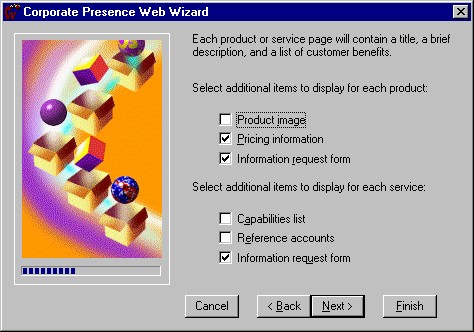 Corporate Presence Web Wizard
Each product or service page will contain a title, a brief
description, and a list of customer benefits.
Select additional items to display for each product:
Product image
Pricing information
Information request form
Select additional items to display for each service:
Capabilities list
Reference accounts
Information request form
Cancel
< Back
Next >
Finish